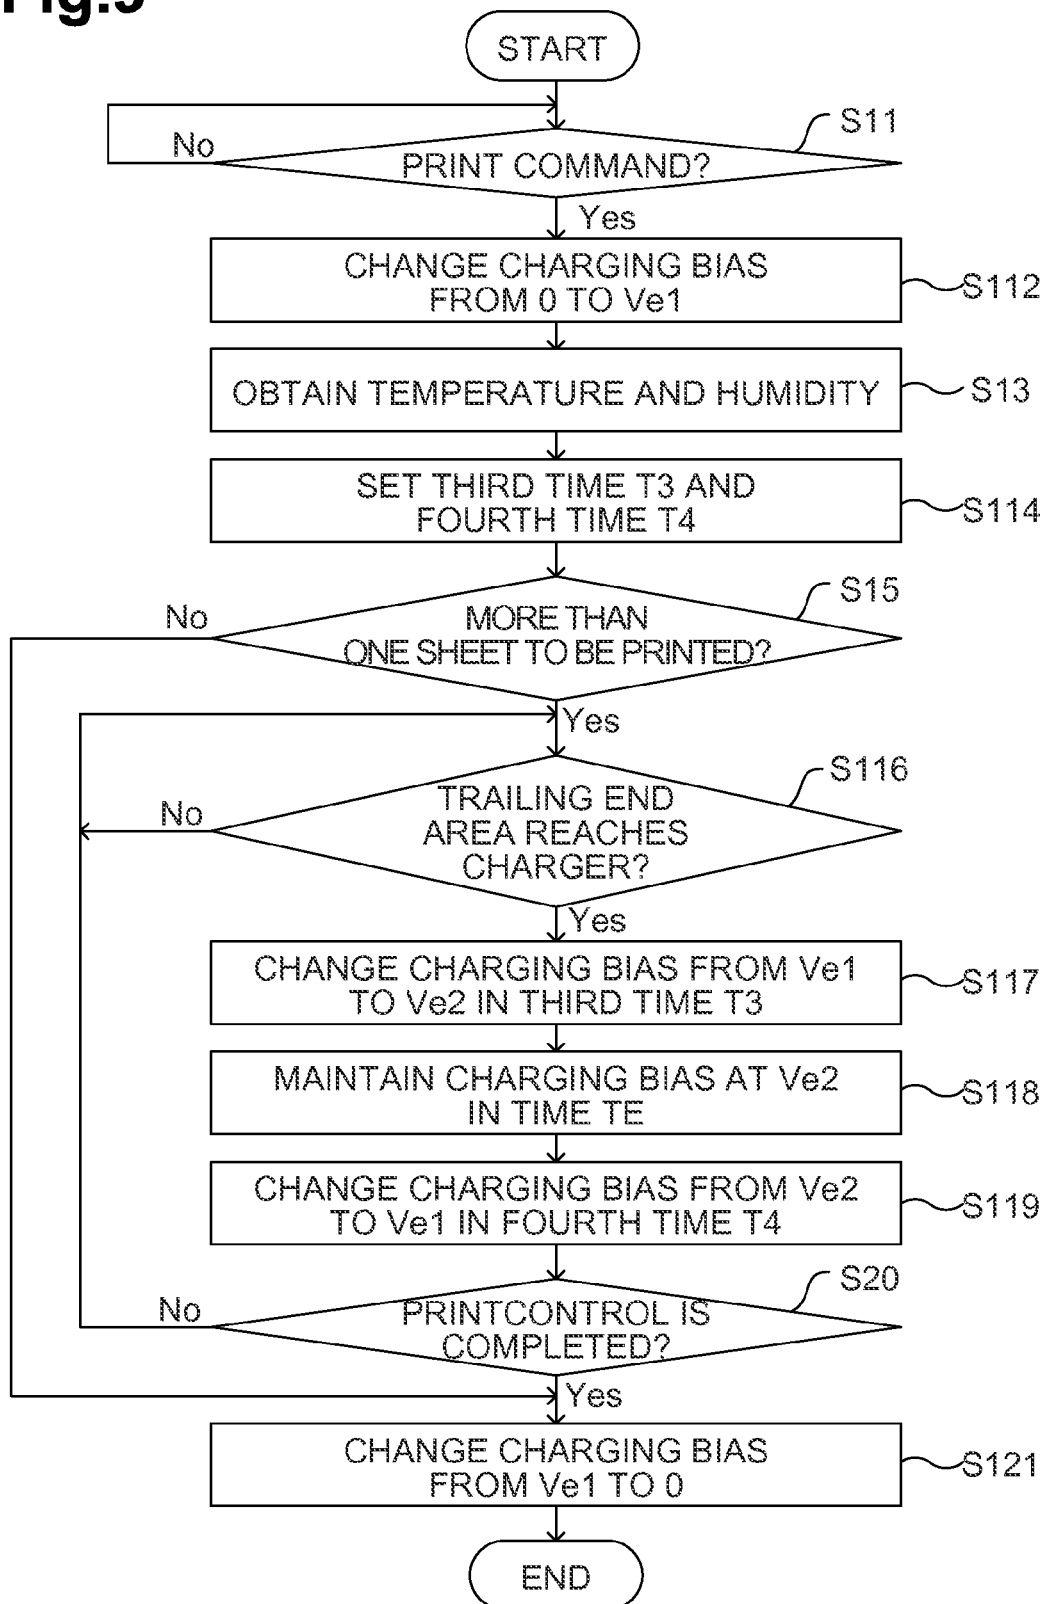 Fig.9
START
S11
No
PRINT COMMAND?
Yes
CHANGE CHARGING BIAS
FROM 0 TO Ve1
S112
OBTAIN TEMPERATURE AND HUMIDITY
S13
SET THIRD TIME T3 AND
FOURTH TIME T4
S114
S15
No
MORE THAN
ONE SHEET TO BE PRINTED?
Yes
S116
No
TRAILING END
AREA REACHES
CHARGER?
Yes
CHANGE CHARGING BIAS FROM Ve1
TO Ve2 IN THIRD TIME T3
S117
MAINTAIN CHARGING BIAS AT Ve2
IN TIME TE
S118
CHANGE CHARGING BIAS FROM Ve2
TO Ve1 IN FOURTH TIME T4
S119
S20
No
PRINTCONTROL IS
COMPLETED?
Yes
CHANGE CHARGING BIAS
FROM Ve1 TO 0
S121
END